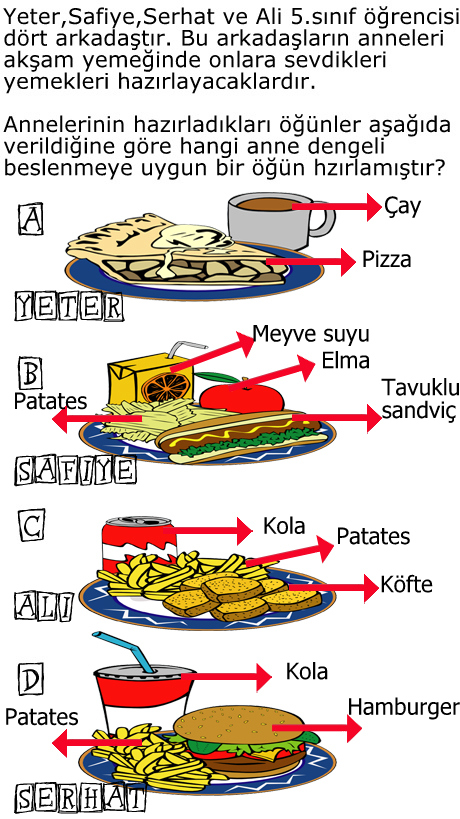 Yeter,Safiye,Serhat ve Ali 5.sınıf öğrencisi
dört arkadaştır. Bu arkadaşların anneleri
akşam yemeğinde onlara sevdikleri
yemekleri hazırlayacaklardır.
Annelerinin hazırladıkları öğünler aşağıda
verildiğine göre hangi anne dengeli
beslenmeye uygun bir öğün hzırlamıştır?
A
Çay
Pizza
YETER
B
Meyve suyu
Elma
Patates
Tavuklu
sandviç
SAFIYE
C
Kola
Patates
Köfte
ALI
D
Kola
Patates
Hamburger
SERHAT